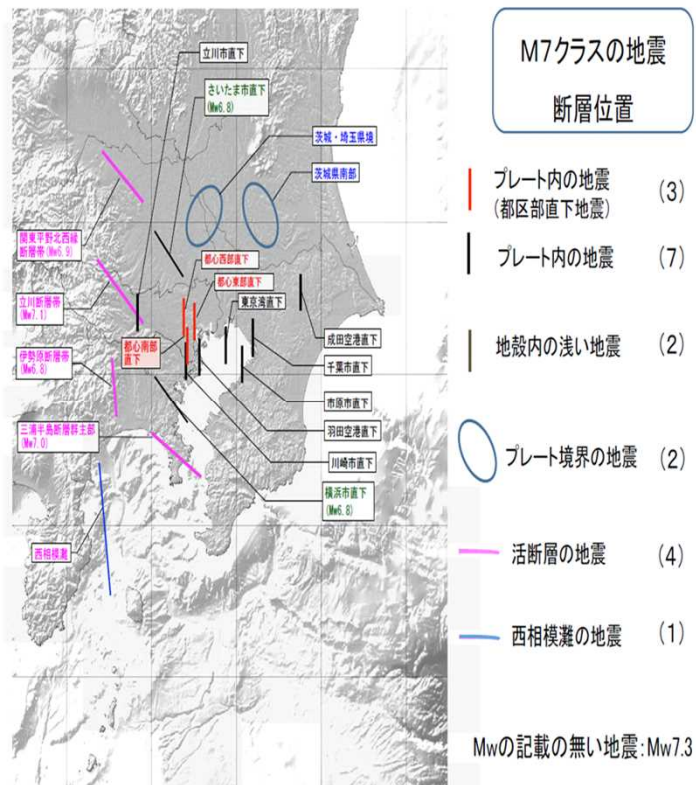 M7クラスの地震
断層位置
立川市直下
さいたま市直下
(Mw6.8)
茨城・埼玉県境
茨城県南部
関東平野北西縁
断層帯(Mw6.9)
都心西部直下
都心東部直下
立川断層帯
(Mw7.1)
東京湾直下
成田空港直下
都心南部
直下
伊勢原断層帯
(Mw6.8)
千葉市直下
市原市直下
三浦半島断層群主部
(Mw7.0)
羽田空港直下
川崎市直下
横浜市直下
(Mw6.8)
西相模灘
プレート内の地震 (3)
(都区部直下地震)
プレート内の地震 (7)
地殻内の浅い地震 (2)
プレート境界の地震 (2)
活断層の地震 (4)
西相模灘の地震 (1)
Mwの記載の無い地震:Mw7.3